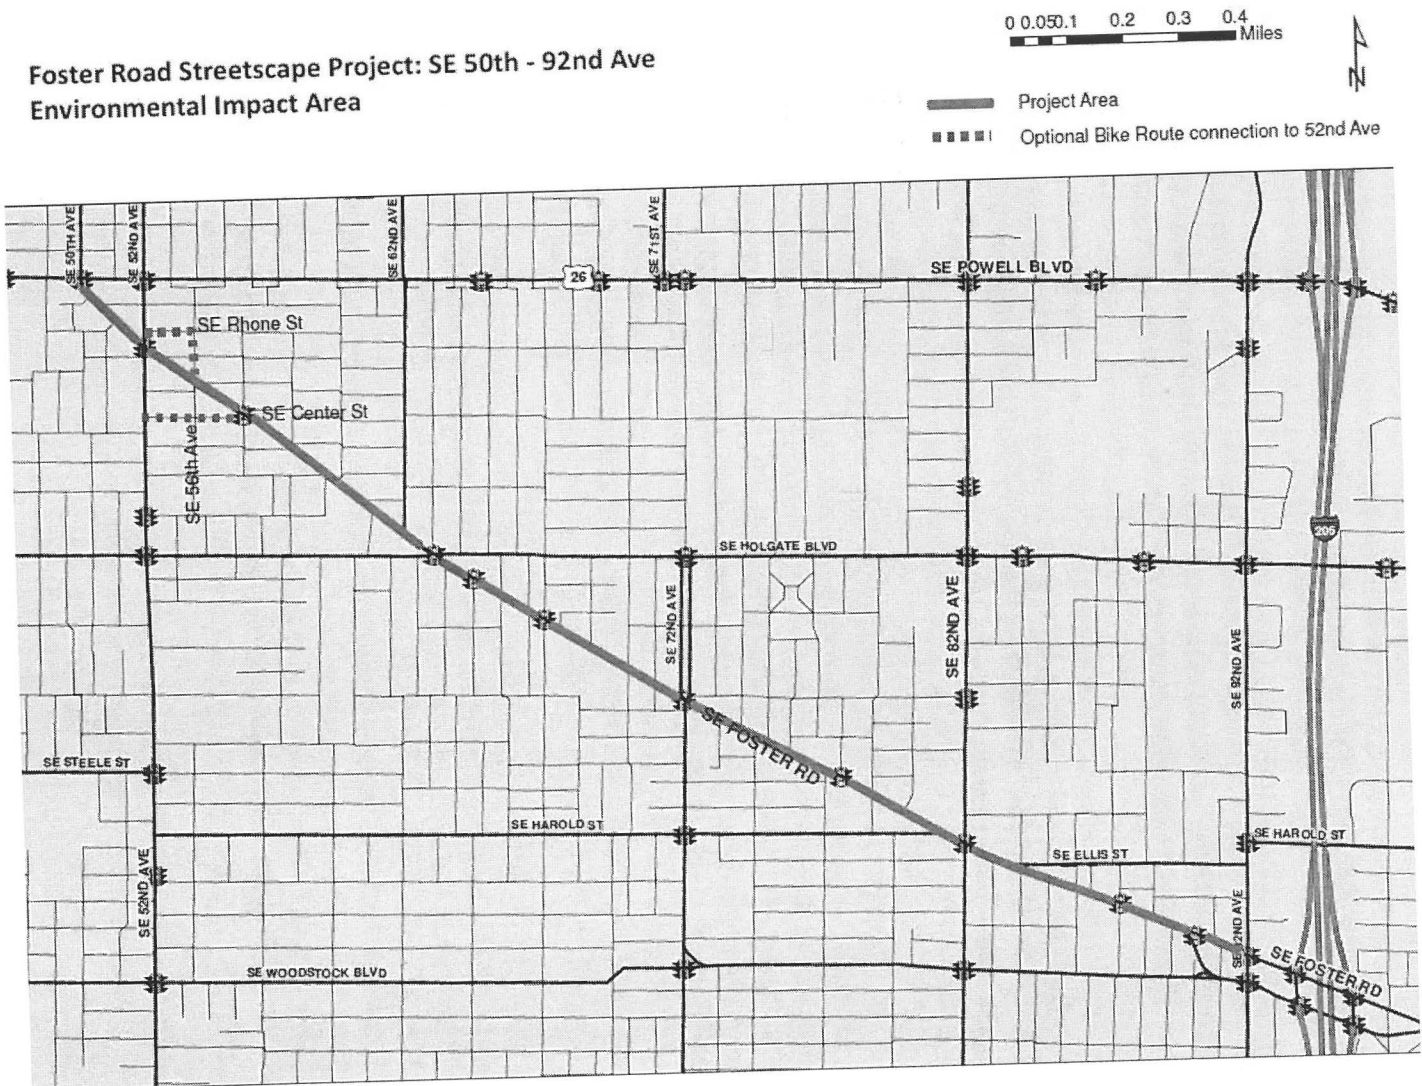 Foster Road Streetscape Project: SE 50th - 92nd Ave
Environmental Impact Area
0 0.050.1 0.2 0.3 0.4
Miles
N
Project Area
Optional Bike Route connection to 52nd Ave
SE 50TH AVE
SE 52ND AVE
SE 62ND AVE
SE 71ST AVE
26
SE POWELL BLVD
SE Rhone St
SE Center St
SE 56th Ave
205
SE HOLGATE BLVD
SE 72ND AVE
SE 82ND AVE
SE 92ND AVE
SE FOSTER RD
SE STEELE ST
SE HAROLD ST
SE HAROLD ST
SE ELLIS ST
SE 52ND AVE
SE 92ND AVE
SE FOSTER RD
SE WOODSTOCK BLVD